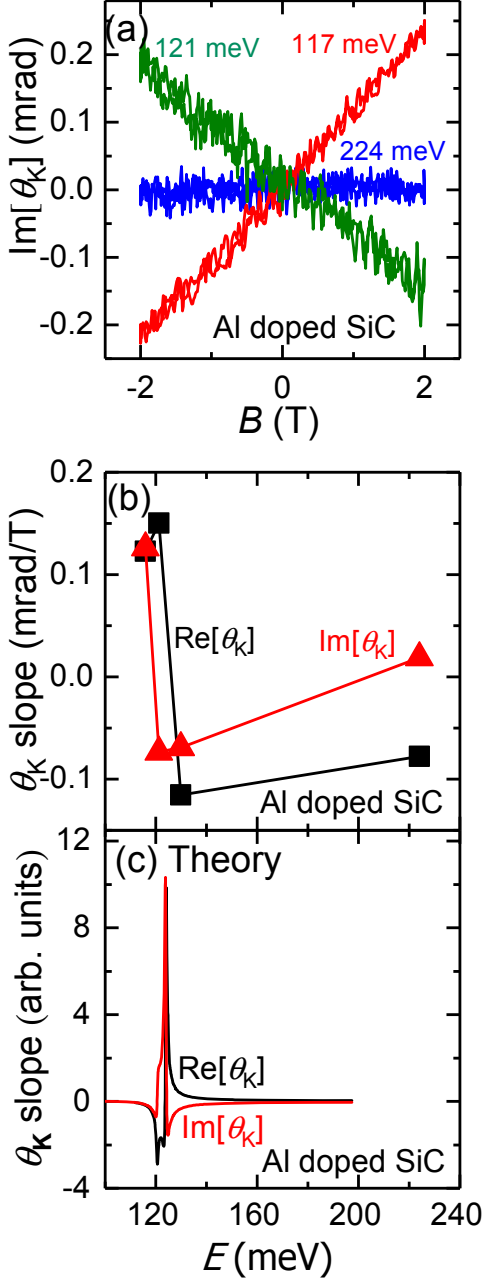 (a)
121 meV
117 meV
224 meV
Im[θK] (mrad)
0.2
0.1
0.0
-0.1
-0.2
Al doped SiC
-2
0
2
B (T)
(b)
θK slope (mrad/T)
0.2
0.1
0.0
-0.1
Re[θK]
Im[θK]
Al doped SiC
(c) Theory
θK slope (arb. units)
12
8
4
0
-4
Re[θK]
Im[θK]
Al doped SiC
120
160
200
240
E (meV)